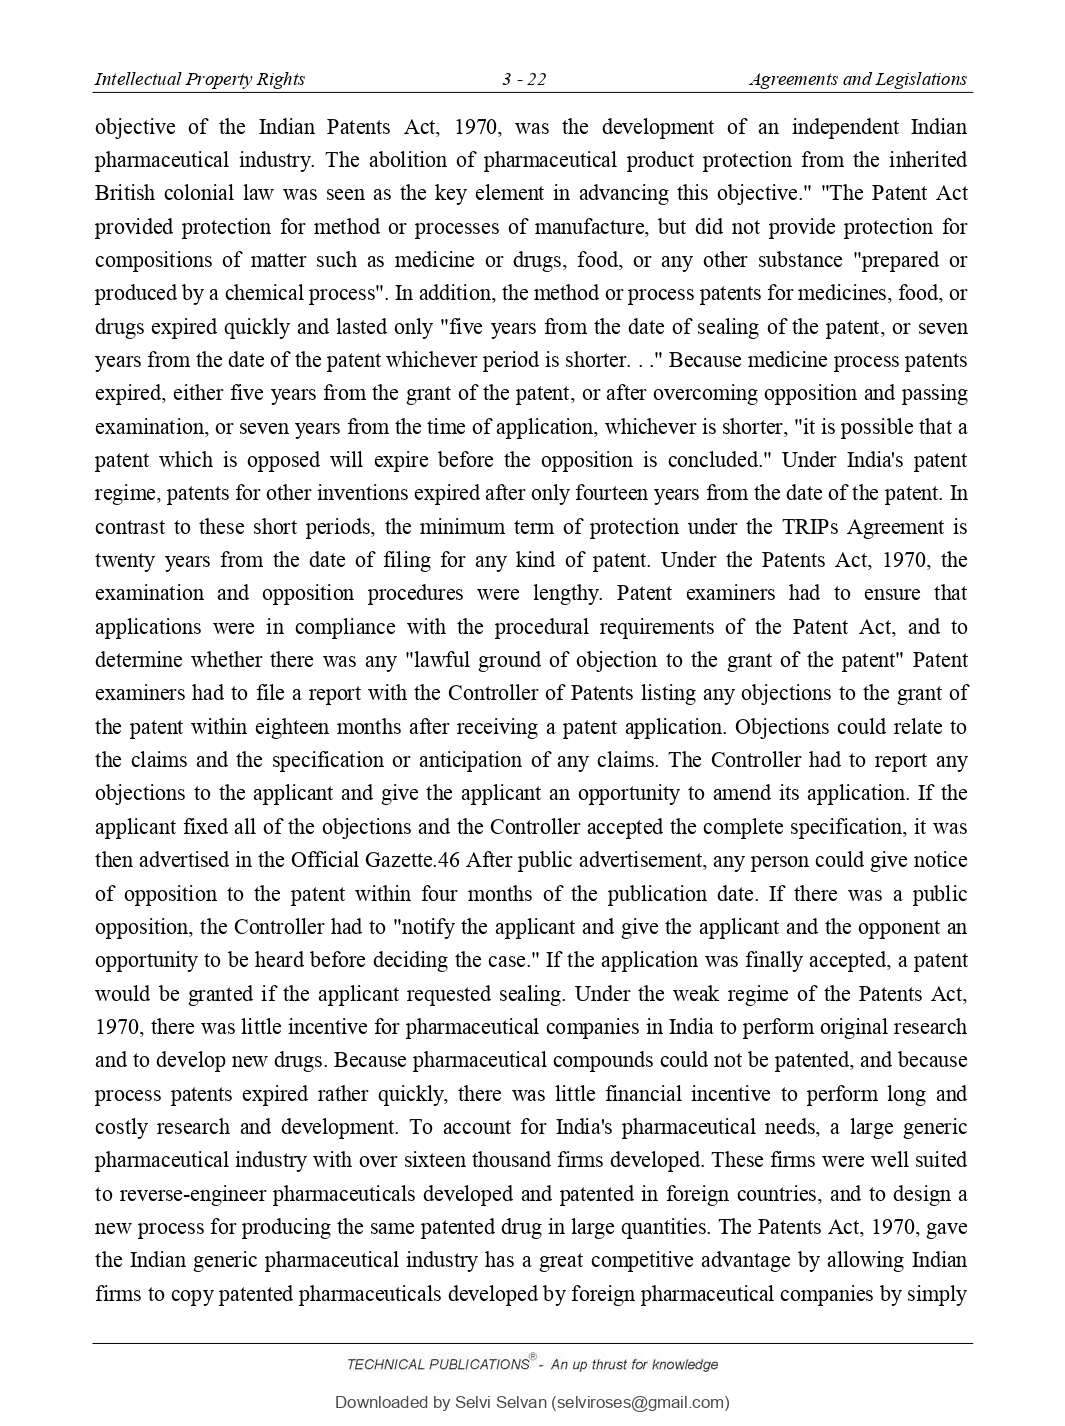 Intellectual Property Rights 3 - 22 Agreements and Legislations
objective of the Indian Patents Act, 1970, was the development of an independent Indian
pharmaceutical industry. The abolition of pharmaceutical product protection from the inherited
British colonial law was seen as the key element in advancing this objective." "The Patent Act
provided protection for method or processes of manufacture, but did not provide protection for
compositions of matter such as medicine or drugs, food, or any other substance "prepared or
produced by a chemical process". In addition, the method or process patents for medicines, food, or
drugs expired quickly and lasted only "five years from the date of sealing of the patent, or seven
years from the date of the patent whichever period is shorter. . ." Because medicine process patents
expired, either five years from the grant of the patent, or after overcoming opposition and passing
examination, or seven years from the time of application, whichever is shorter, "it is possible that a
patent which is opposed will expire before the opposition is concluded." Under India's patent
regime, patents for other inventions expired after only fourteen years from the date of the patent. In
contrast to these short periods, the minimum term of protection under the TRIPs Agreement is
twenty years from the date of filing for any kind of patent. Under the Patents Act, 1970, the
examination and opposition procedures were lengthy. Patent examiners had to ensure that
applications were in compliance with the procedural requirements of the Patent Act, and to
determine whether there was any "lawful ground of objection to the grant of the patent" Patent
examiners had to file a report with the Controller of Patents listing any objections to the grant of
the patent within eighteen months after receiving a patent application. Objections could relate to
the claims and the specification or anticipation of any claims. The Controller had to report any
objections to the applicant and give the applicant an opportunity to amend its application. If the
applicant fixed all of the objections and the Controller accepted the complete specification, it was
then advertised in the Official Gazette.46 After public advertisement, any person could give notice
of opposition to the patent within four months of the publication date. If there was a public
opposition, the Controller had to "notify the applicant and give the applicant and the opponent an
opportunity to be heard before deciding the case." If the application was finally accepted, a patent
would be granted if the applicant requested sealing. Under the weak regime of the Patents Act,
1970, there was little incentive for pharmaceutical companies in India to perform original research
and to develop new drugs. Because pharmaceutical compounds could not be patented, and because
process patents expired rather quickly, there was little financial incentive to perform long and
costly research and development. To account for India's pharmaceutical needs, a large generic
pharmaceutical industry with over sixteen thousand firms developed. These firms were well suited
to reverse-engineer pharmaceuticals developed and patented in foreign countries, and to design a
new process for producing the same patented drug in large quantities. The Patents Act, 1970, gave
the Indian generic pharmaceutical industry has a great competitive advantage by allowing Indian
firms to copy patented pharmaceuticals developed by foreign pharmaceutical companies by simply
TECHNICAL PUBLICATIONS® - An up thrust for knowledge
Downloaded by Selvi Selvan (selviroses@gmail.com)